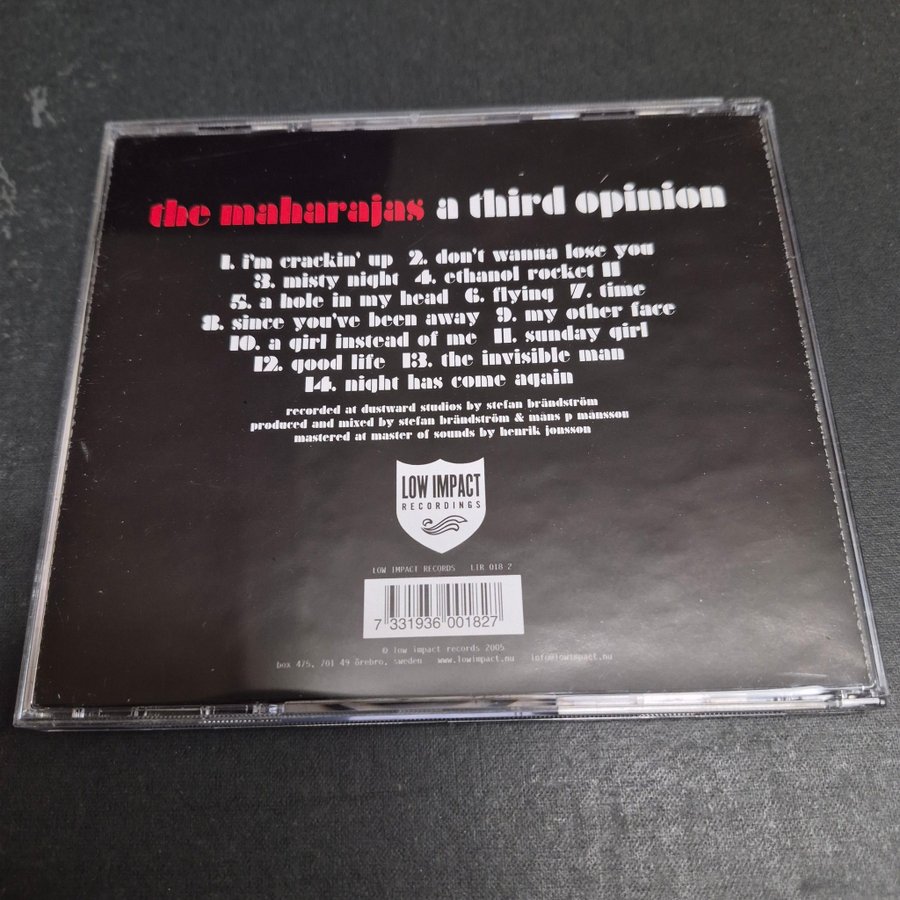 the maharajas a third opinion
1. i'm crackin' up 2. don't wanna lose you
3. misty night 4. ethanol rocket II
5. a hole in my head 6. flying 7. time
8. since you've been away 9. my other face
10. a girl instead of me 11. sunday girl
12. good life 13. the invisible man
14. night has come again
recorded at dustward studios by stefan brändström
produced and mixed by stefan brändström & måns p månsson
mastered at master of sounds by henrik jonsson
LOW IMPACT
RECORDINGS
LOW IMPACT RECORDS LIR 018 2
7 331936 001827
© low impact records 2005
box 475, 701 49 örebro, sweden www.lowimpact.nu info@lowimpact.nu